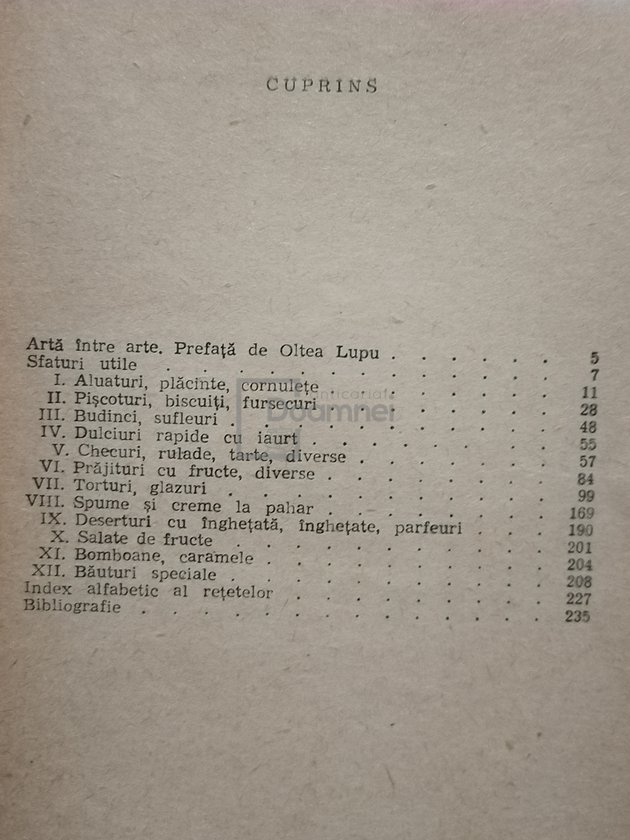 CUPRINS
Artă între arte. Prefață de Oltea Lupu . . . . . . 5
Sfaturi utile . . . . . . . . . . . . 7
I. Aluaturi, plăcinte, cornulețe . . . . . . . 11
II. Pișcoturi, biscuiți, fursecuri . . . . . . . 28
III. Budinci, sufleuri . . . . . . . . . . 48
IV. Dulciuri rapide cu iaurt . . . . . . . . 55
V. Checuri, rulade, tarte, diverse . . . . . . 57
VI. Prăjituri cu fructe, diverse . . . . . . . 84
VII. Torturi, glazuri . . . . . . . . . . 99
VIII. Spume și creme la pahar . . . . . . . 169
IX. Deserturi cu înghețată, înghețate, parfeuri . . . 190
X. Salate de fructe . . . . . . . . . . 201
XI. Bomboane, caramele . . . . . . . . . 204
XII. Băuturi speciale . . . . . . . . . . 208
Index alfabetic al rețetelor . . . . . . . . 227
Bibliografie . . . . . . . . . . . . 235